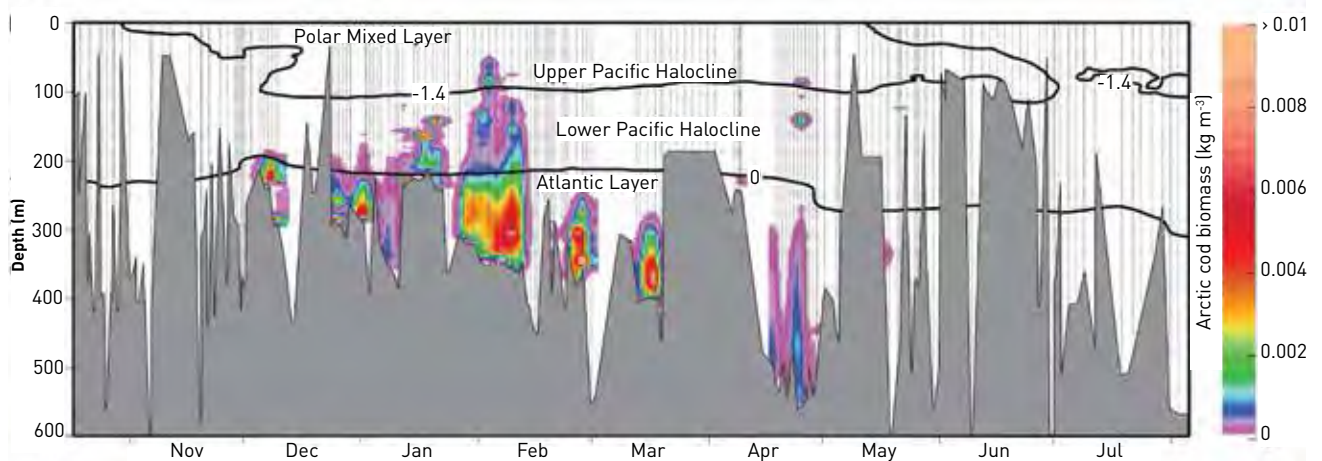 Polar Mixed Layer
Upper Pacific Halocline
-1.4
-1.4
Lower Pacific Halocline
Atlantic Layer
0
Depth (m)
0
100
200
300
400
500
600
Nov Dec Jan Feb Mar Apr May Jun Jul
Arctic cod biomass (kg m⁻³)
> 0.01
0.008
0.006
0.004
0.002
0